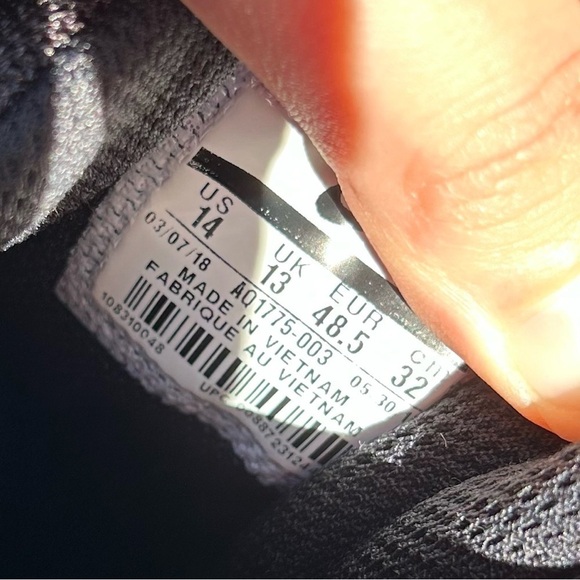 US UK EUR CM
14 13 48.5 32
03/07/18 AO1775-003 05 30
MADE IN VIETNAM
FABRIQUE AU VIETNAM
108310048